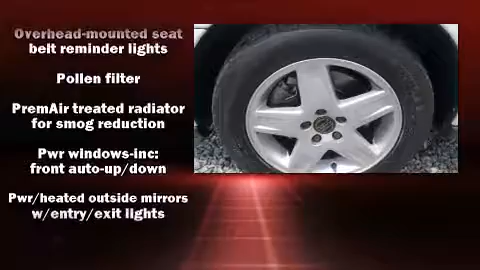 Overhead-mounted seat
belt reminder lights
Pollen filter
PremAir treated radiator
for smog reduction
Pwr windows-inc:
front auto-up/down
Pwr/heated outside mirrors
w/entry/exit lights